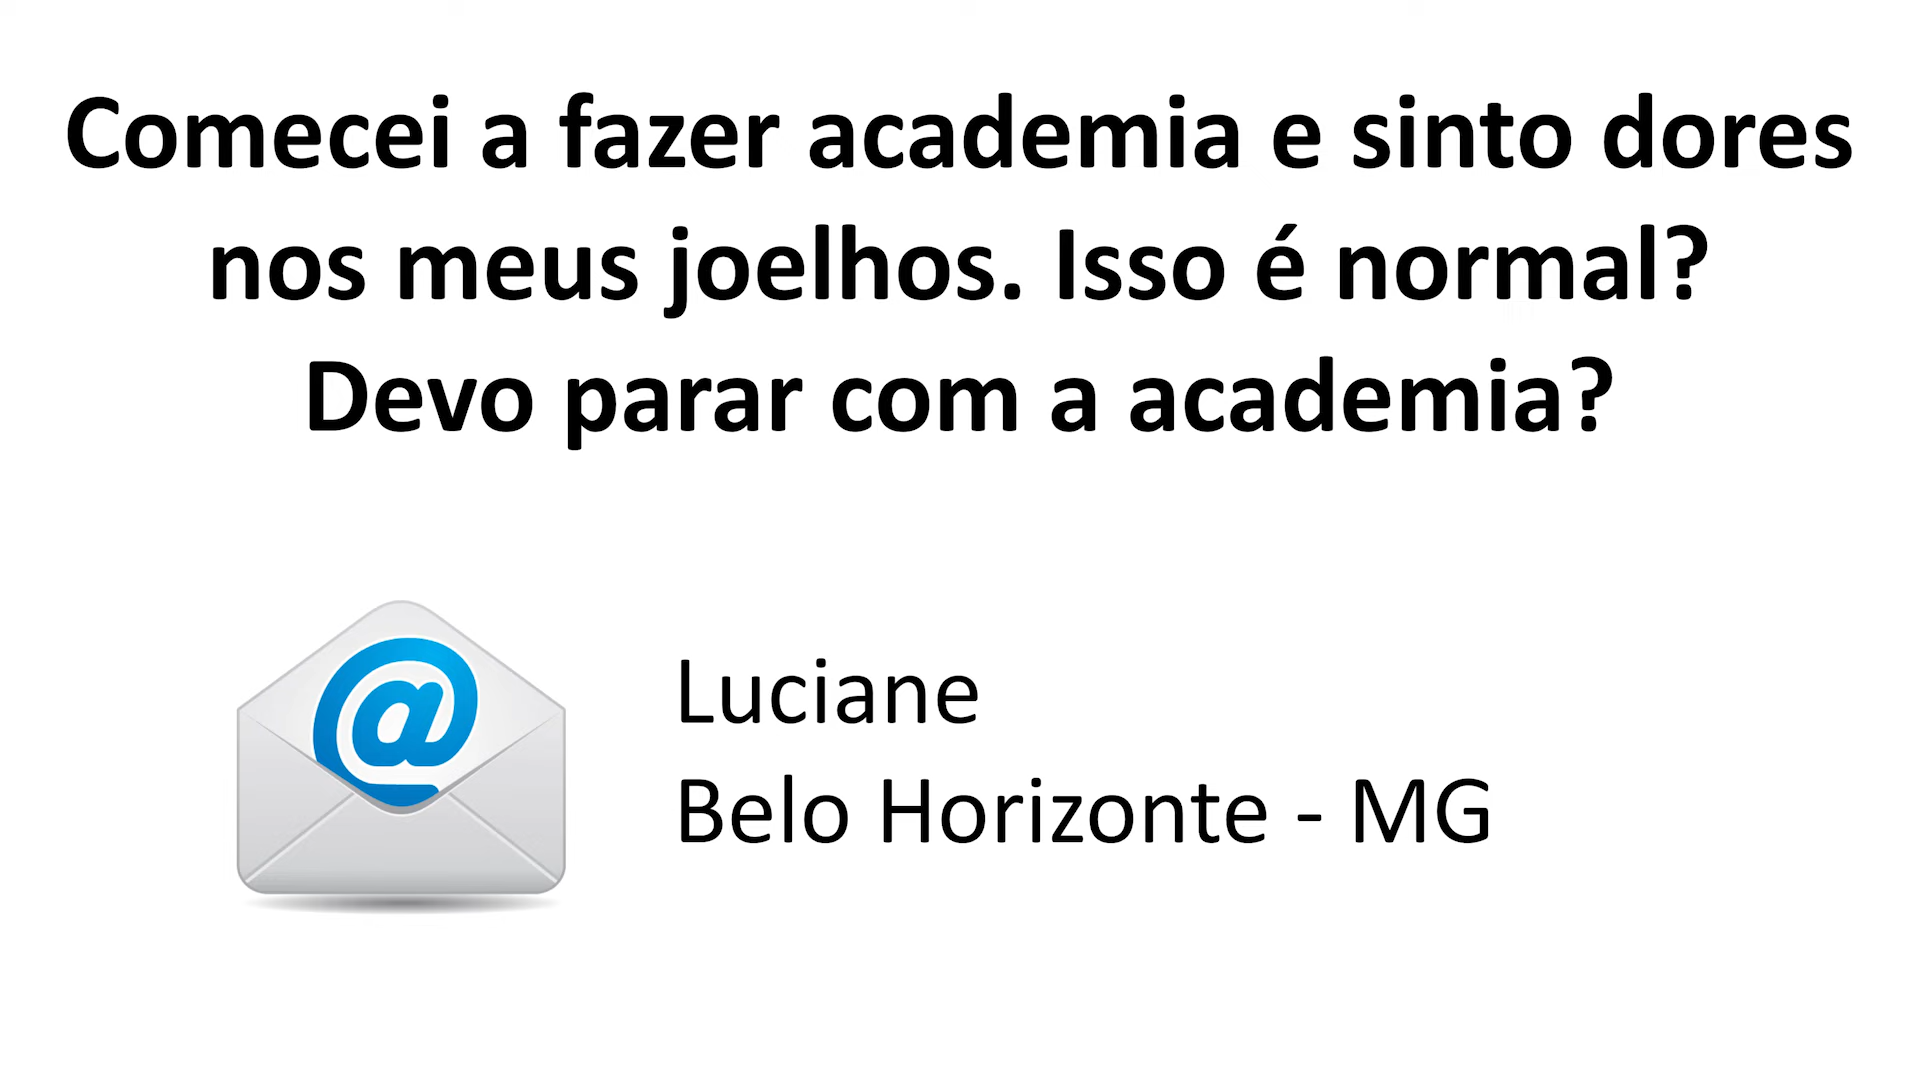 Comecei a fazer academia e sinto dores
nos meus joelhos. Isso é normal?
Devo parar com a academia?
@
Luciane
Belo Horizonte - MG